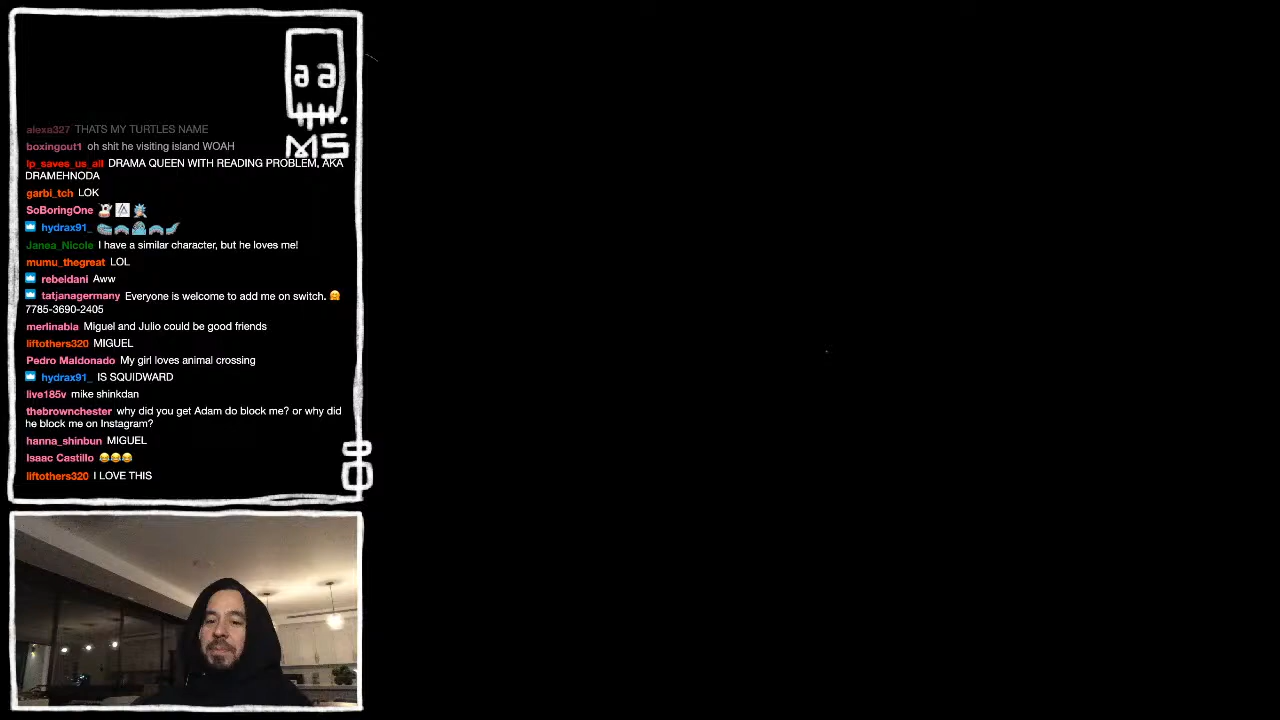 aa
MS
alexa327 THATS MY TURTLES NAME
boxingout1 oh shit he visiting island WOAH
lp_saves_us_all DRAMA QUEEN WITH READING PROBLEM, AKA
DRAMEHNODA
garbi_tch LOK
SoBoringOne
hydrax91_
Janea_Nicole I have a similar character, but he loves me!
mumu_thegreat LOL
rebeldani Aww
tatjanagermany Everyone is welcome to add me on switch. 🤗
7785-3690-2405
merlinabla Miguel and Julio could be good friends
liftothers320 MIGUEL
Pedro Maldonado My girl loves animal crossing
hydrax91_ IS SQUIDWARD
live185v mike shinkdan
thebrownchester why did you get Adam do block me? or why did
he block me on Instagram?
hanna_shinbun MIGUEL
Isaac Castillo 😂😂😂
liftothers320 I LOVE THIS